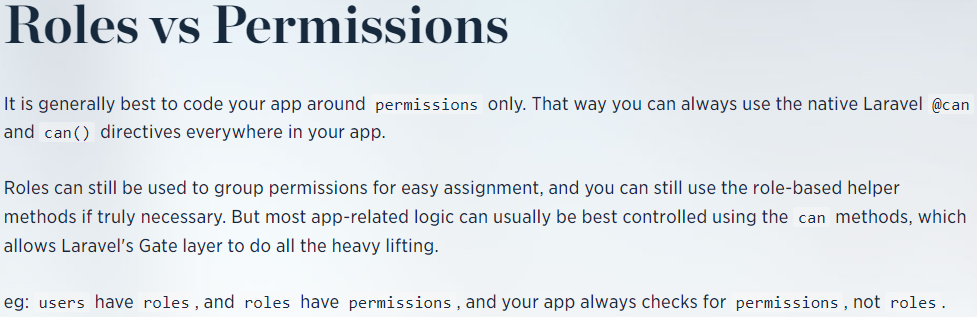 Roles vs Permissions
It is generally best to code your app around permissions only. That way you can always use the native Laravel @can
and can() directives everywhere in your app.
Roles can still be used to group permissions for easy assignment, and you can still use the role-based helper
methods if truly necessary. But most app-related logic can usually be best controlled using the can methods, which
allows Laravel's Gate layer to do all the heavy lifting.
eg: users have roles, and roles have permissions, and your app always checks for permissions, not roles.